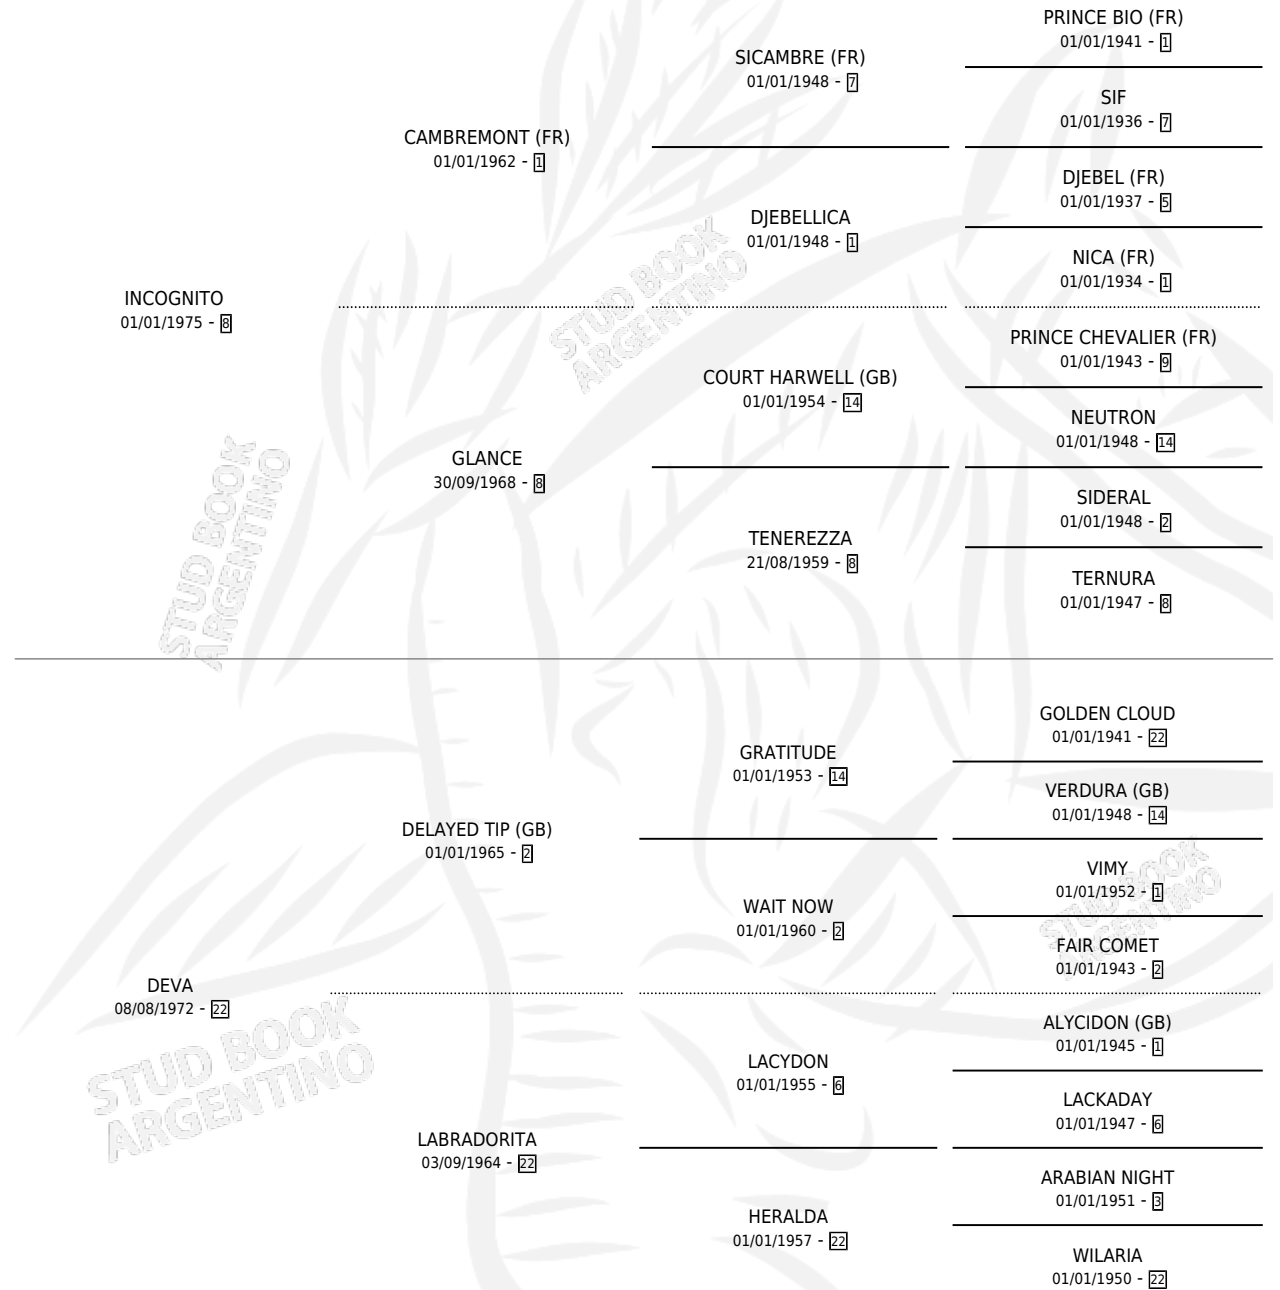 PRINCE BIO (FR)
01/01/1941 - 1
SICAMBRE (FR)
01/01/1948 - 7
SIF
01/01/1936 - 7
CAMBREMONT (FR)
01/01/1962 - 1
DJEBEL (FR)
01/01/1937 - 5
DJEBELLICA
01/01/1948 - 1
NICA (FR)
01/01/1934 - 1
INCOGNITO
01/01/1975 - 8
PRINCE CHEVALIER (FR)
01/01/1943 - 9
COURT HARWELL (GB)
01/01/1954 - 14
NEUTRON
01/01/1948 - 14
GLANCE
30/09/1968 - 8
SIDERAL
01/01/1948 - 2
TENEREZZA
21/08/1959 - 8
TERNURA
01/01/1947 - 8
GOLDEN CLOUD
01/01/1941 - 22
GRATITUDE
01/01/1953 - 14
VERDURA (GB)
01/01/1948 - 14
DELAYED TIP (GB)
01/01/1965 - 2
VIMY
01/01/1952 - 1
WAIT NOW
01/01/1960 - 2
FAIR COMET
01/01/1943 - 2
DEVA
08/08/1972 - 22
ALYCIDON (GB)
01/01/1945 - 1
LACYDON
01/01/1955 - 6
LACKADAY
01/01/1947 - 6
LABRADORITA
03/09/1964 - 22
ARABIAN NIGHT
01/01/1951 - 3
HERALDA
01/01/1957 - 22
WILARIA
01/01/1950 - 22
STUD BOOK
ARGENTINO
STUD BOOK
ARGENTINO
STUD BOOK
ARGENTINO
STUD BOOK
ARGENTINO